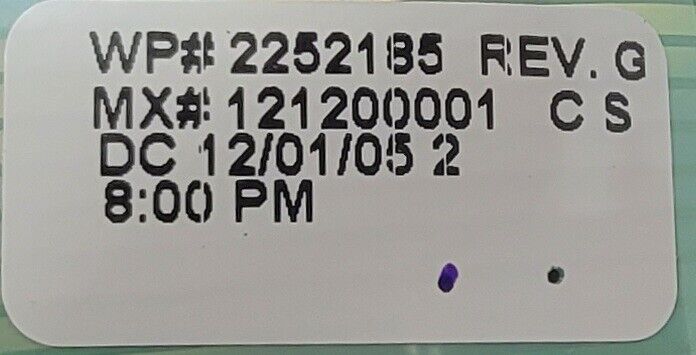 WP# 2252185 REV. G
MX# 121200001 C S
DC 12/01/05 2
8:00 PM